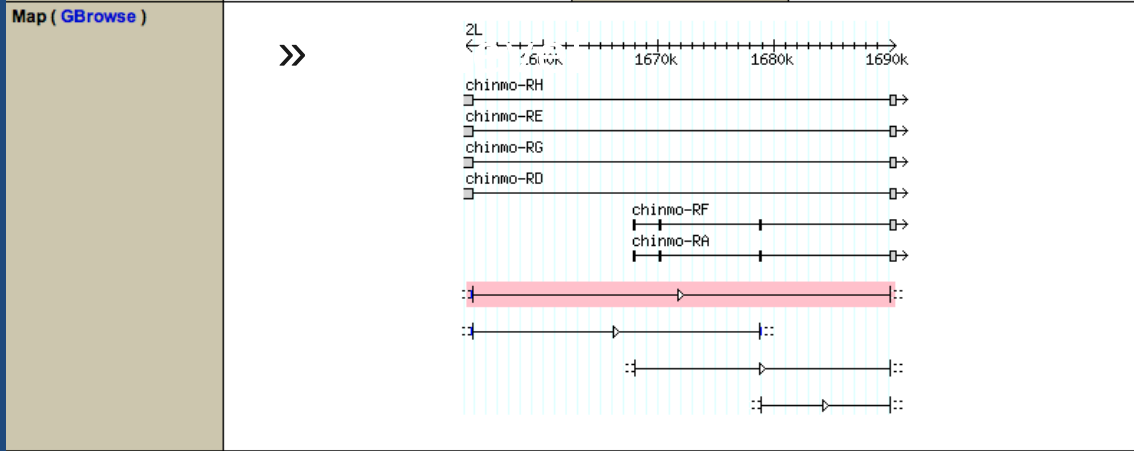 Map ( GBrowse )
»
2L
1670k 1680k 1690k
chinmo-RH
chinmo-RE
chinmo-RG
chinmo-RD
chinmo-RF
chinmo-RA